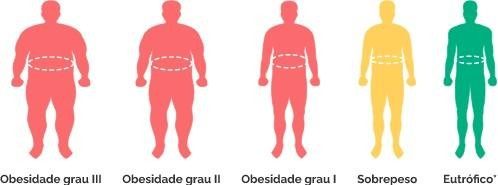 Obesidade grau III
Obesidade grau II
Obesidade grau I
Sobrepeso
Eutrófico*